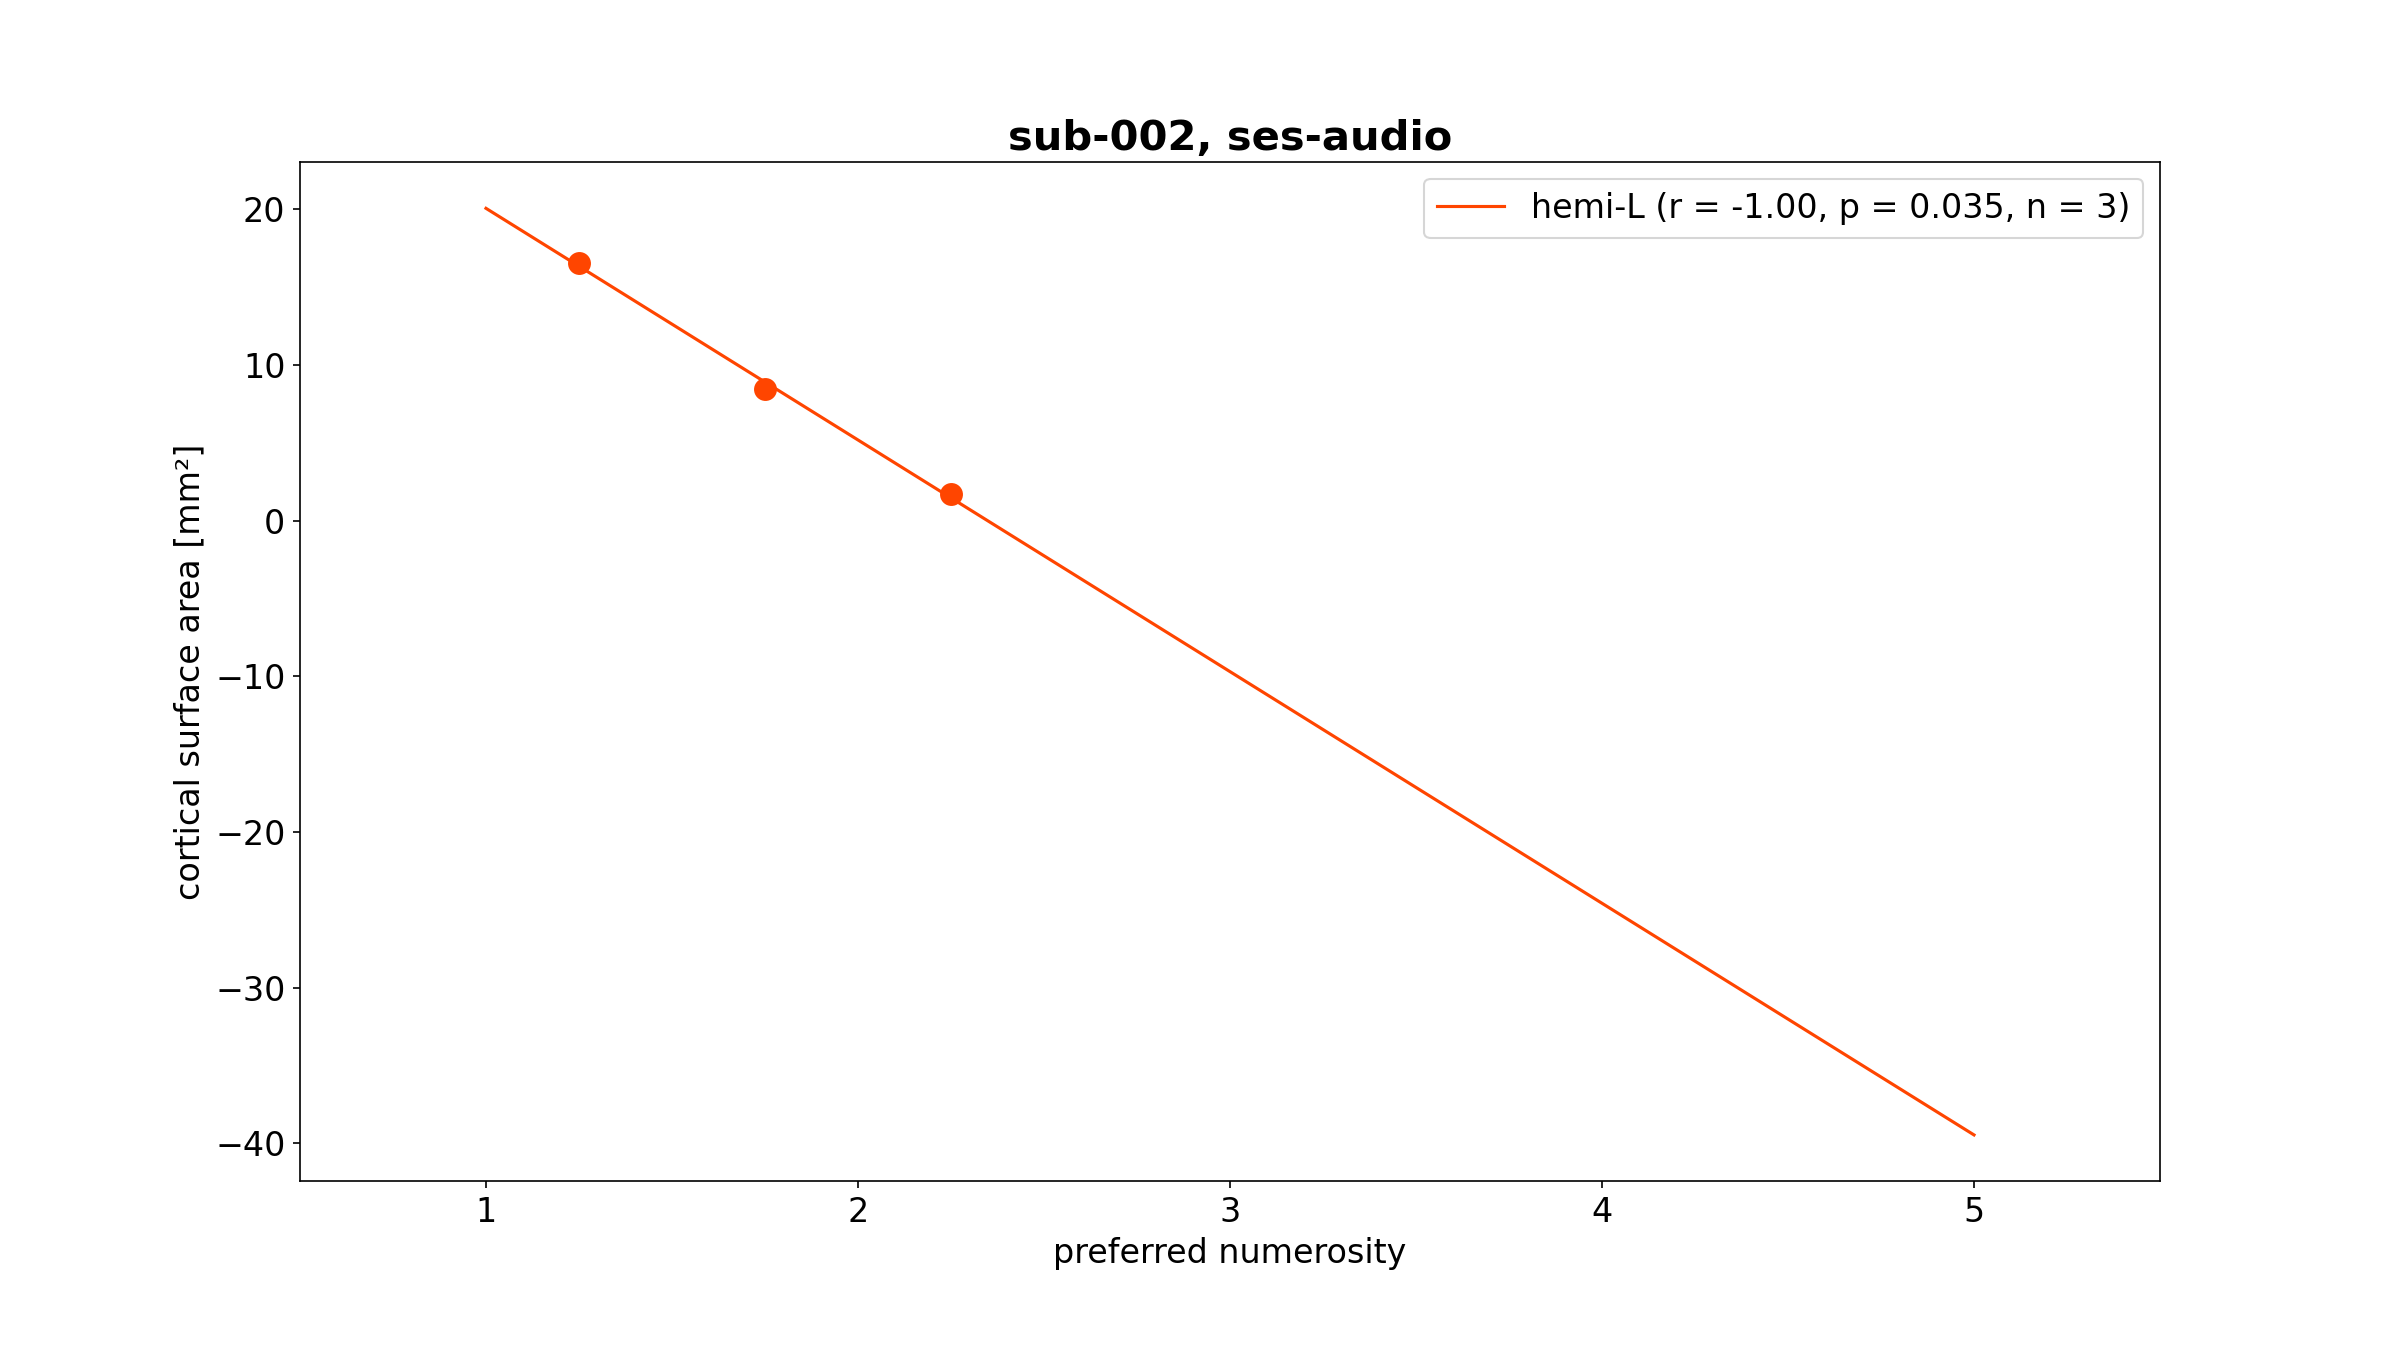 sub-002, ses-audio
hemi-L (r = -1.00, p = 0.035, n = 3)
cortical surface area [mm²]
20
10
0
−10
−20
−30
−40
1 2 3 4 5
preferred numerosity